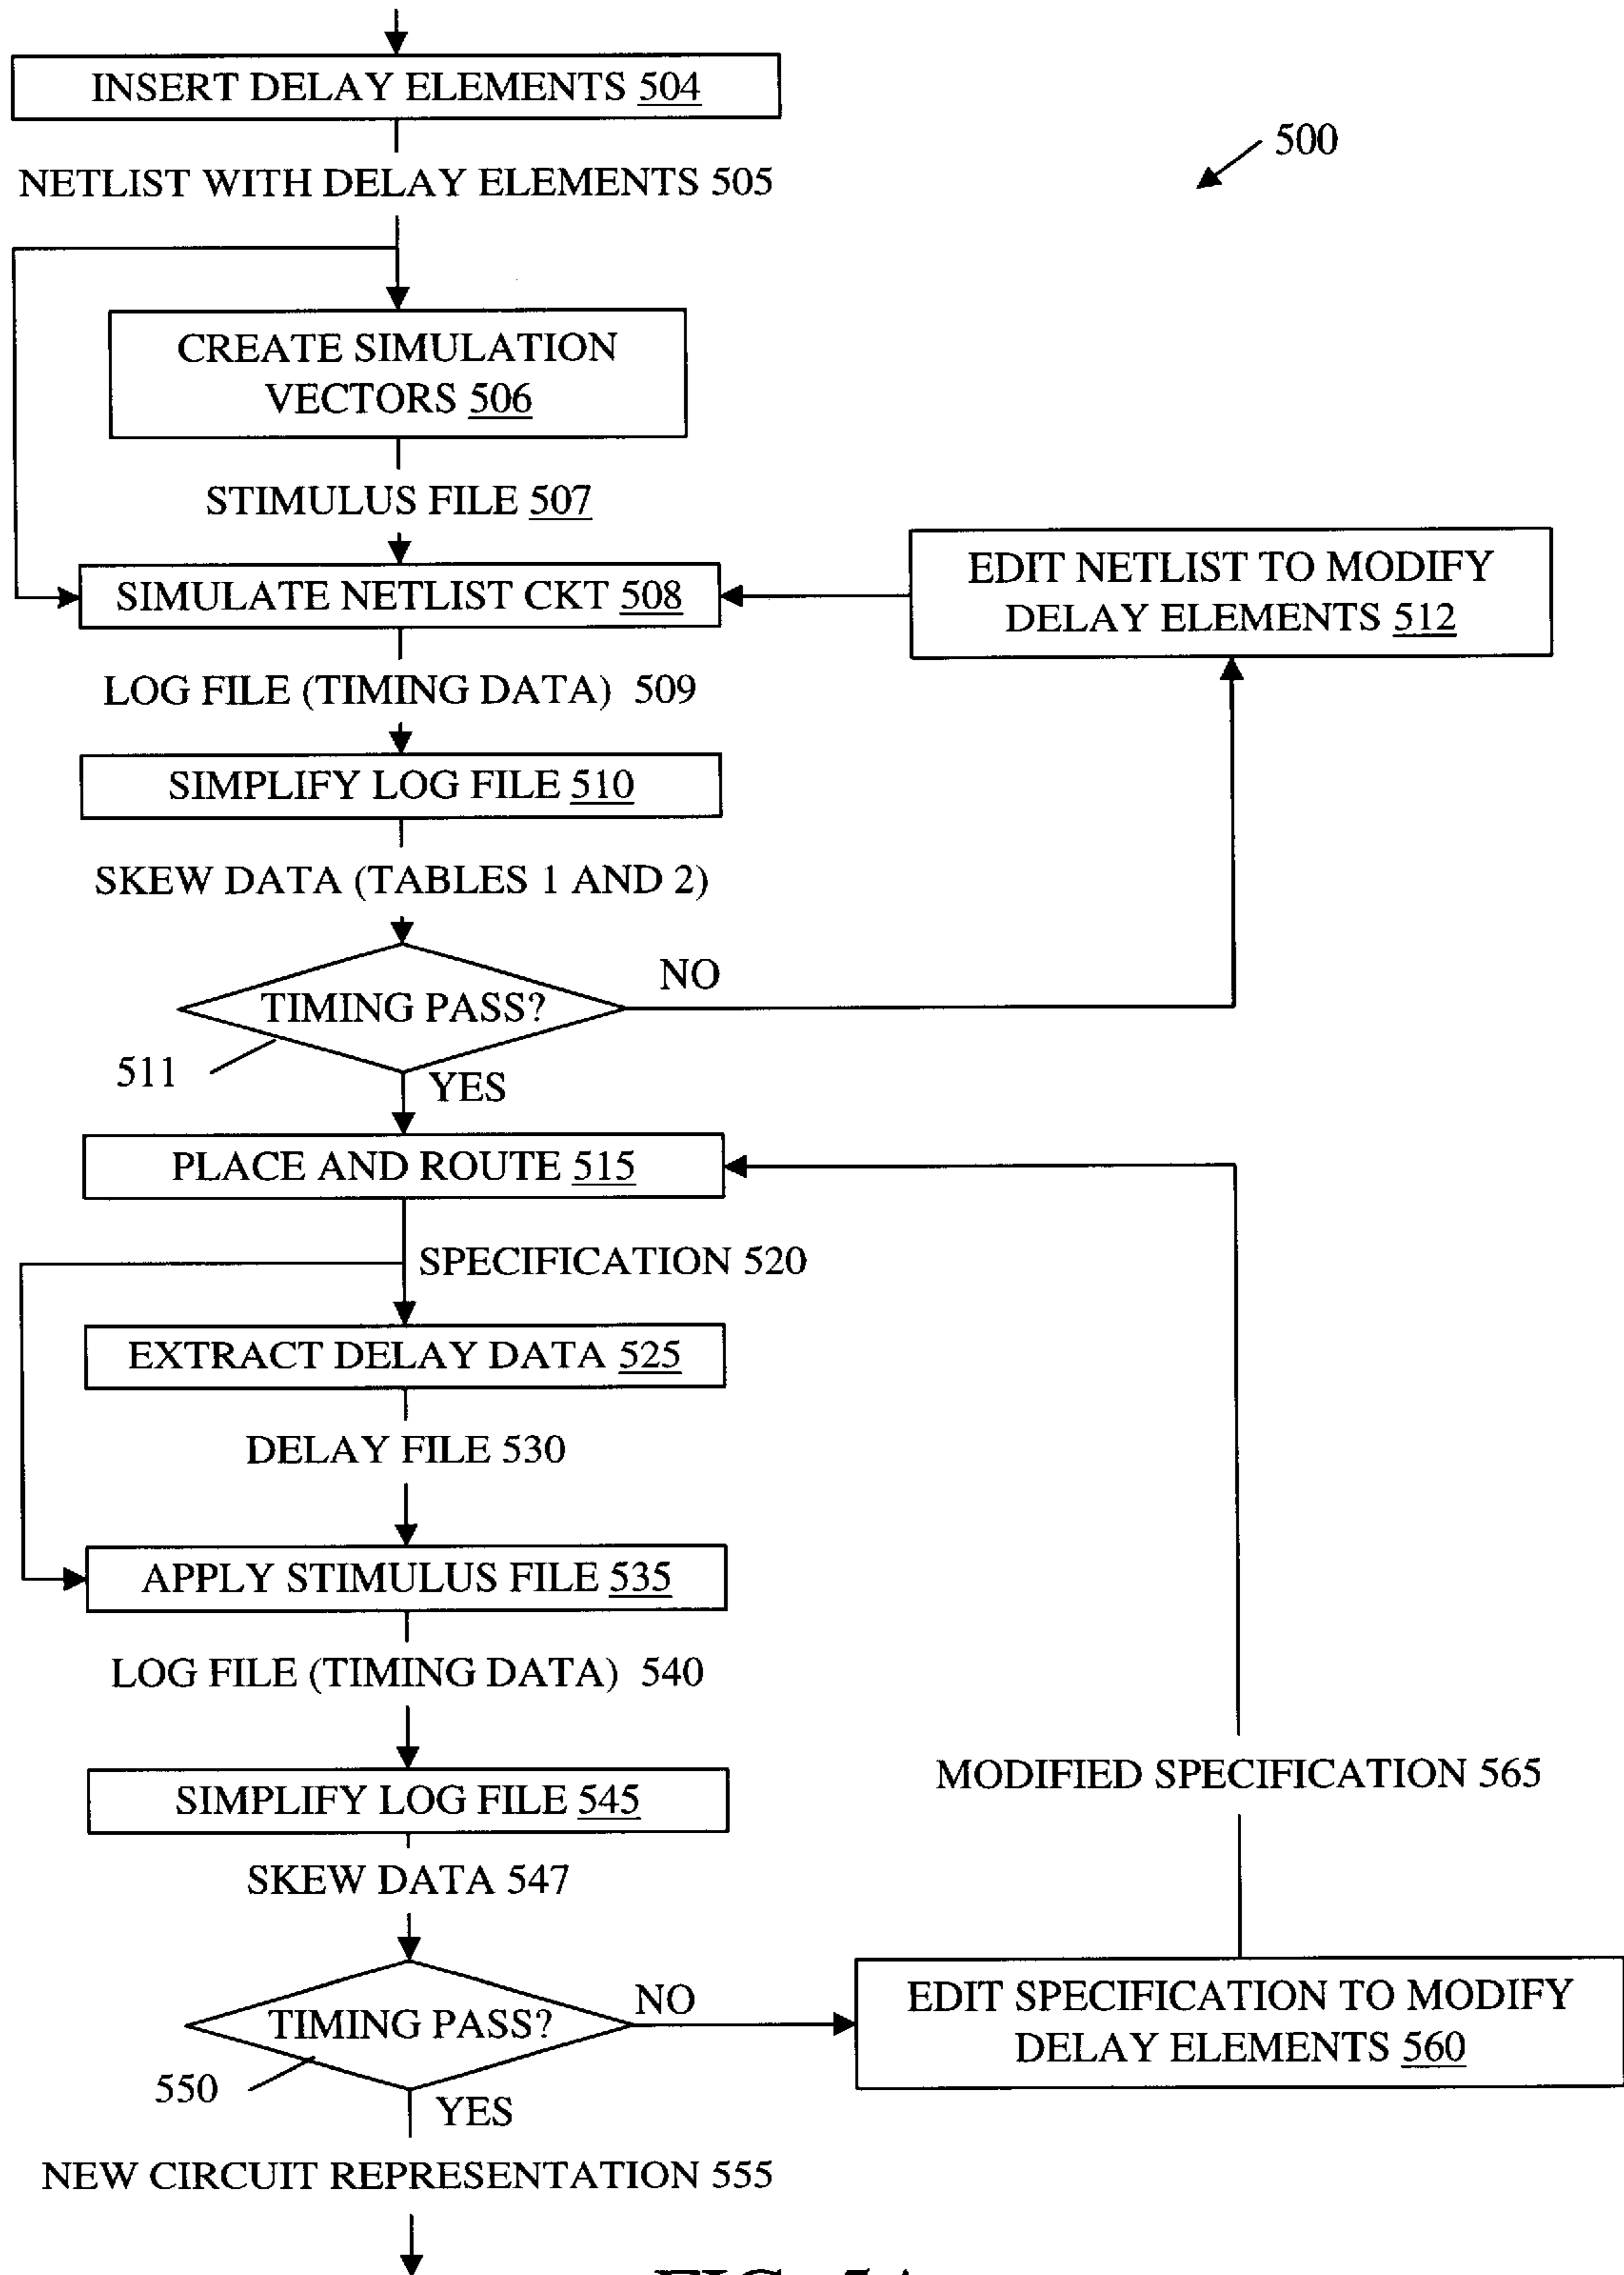 INSERT DELAY ELEMENTS 504
500
NETLIST WITH DELAY ELEMENTS 505
CREATE SIMULATION
VECTORS 506
STIMULUS FILE 507
SIMULATE NETLIST CKT 508
EDIT NETLIST TO MODIFY
DELAY ELEMENTS 512
LOG FILE (TIMING DATA) 509
SIMPLIFY LOG FILE 510
SKEW DATA (TABLES 1 AND 2)
TIMING PASS?
NO
511
YES
PLACE AND ROUTE 515
SPECIFICATION 520
EXTRACT DELAY DATA 525
DELAY FILE 530
APPLY STIMULUS FILE 535
LOG FILE (TIMING DATA) 540
MODIFIED SPECIFICATION 565
SIMPLIFY LOG FILE 545
SKEW DATA 547
TIMING PASS?
NO
EDIT SPECIFICATION TO MODIFY
DELAY ELEMENTS 560
550
YES
NEW CIRCUIT REPRESENTATION 555